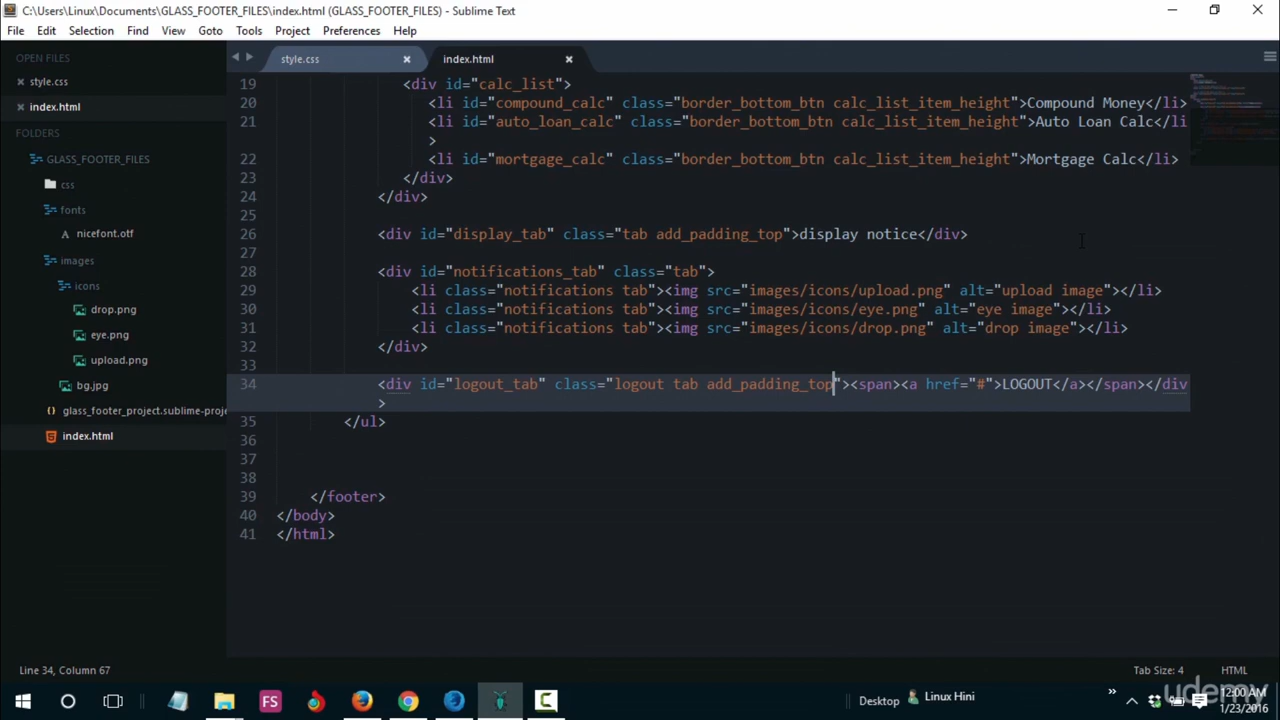 C:\Users\Linux\Documents\GLASS_FOOTER_FILES\index.html (GLASS_FOOTER_FILES) - Sublime Text
File Edit Selection Find View Goto Tools Project Preferences Help
OPEN FILES
style.css
index.html
FOLDERS
GLASS_FOOTER_FILES
css
fonts
nicefont.otf
images
icons
drop.png
eye.png
upload.png
bg.jpg
glass_footer_project.sublime-proje
index.html
style.css
index.html
19 <div id="calc_list">
20 <li id="compound_calc" class="border_bottom_btn calc_list_item_height">Compound Money</li>
21 <li id="auto_loan_calc" class="border_bottom_btn calc_list_item_height">Auto Loan Calc</li
>
22 <li id="mortgage_calc" class="border_bottom_btn calc_list_item_height">Mortgage Calc</li>
23 </div>
24 </div>
25
26 <div id="display_tab" class="tab add_padding_top">display notice</div>
27
28 <div id="notifications_tab" class="tab">
29 <li class="notifications tab"><img src="images/icons/upload.png" alt="upload image"></li>
30 <li class="notifications tab"><img src="images/icons/eye.png" alt="eye image"></li>
31 <li class="notifications tab"><img src="images/icons/drop.png" alt="drop image"></li>
32 </div>
33
34 <div id="logout_tab" class="logout tab add_padding_top"><span><a href="#">LOGOUT</a></span></div
>
35 </ul>
36
37
38
39 </footer>
40 </body>
41 </html>
Line 34, Column 67
Tab Size: 4
HTML
FS
Desktop
Linux Hini
12:00 AM
1/23/2016
udemy